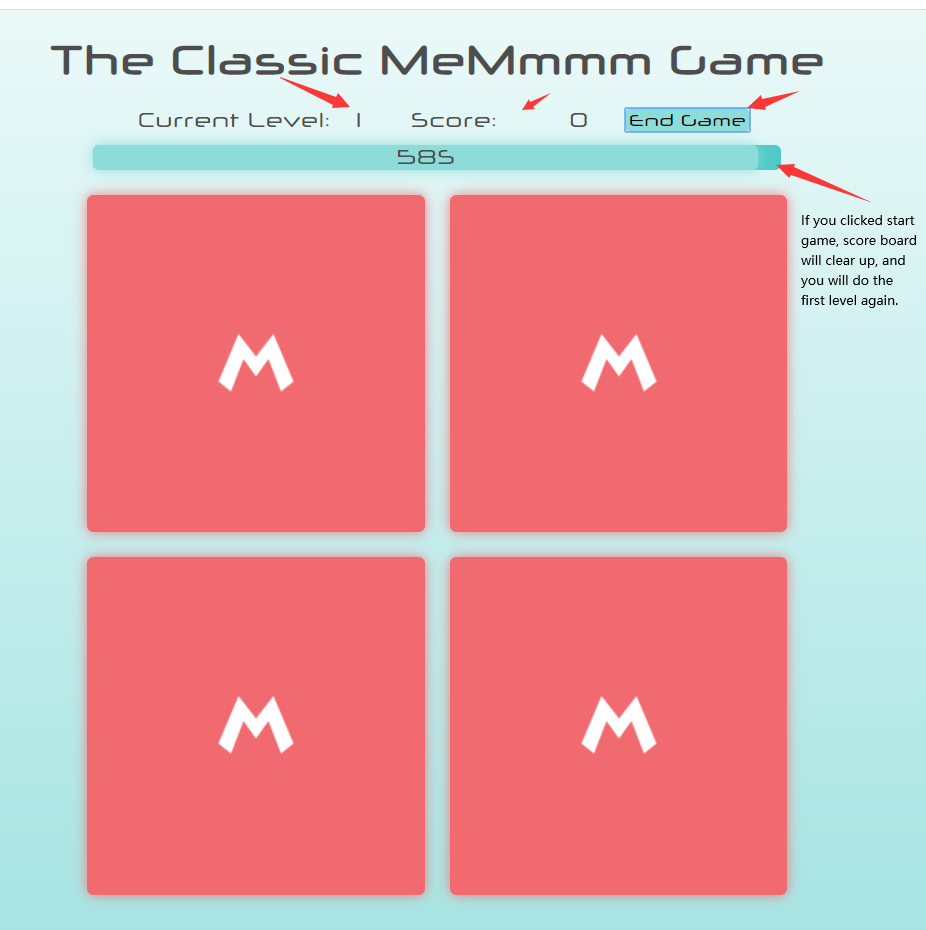 The Classic MeMmmm Game
Current Level: 1 Score: 0 End Game
58S
If you clicked start
game, score board
will clear up, and
you will do the
first level again.
M M
M M